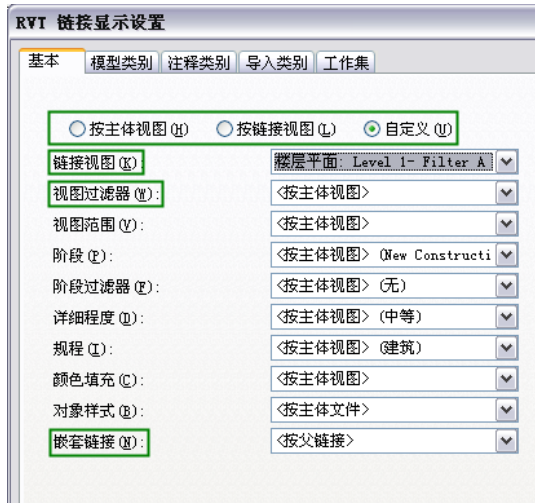 RVT 链接显示设置
基本 模型类别 注释类别 导入类别 工作集
按主体视图(H) 按链接视图(L) 自定义(U)
链接视图(K): 楼层平面: Level 1- Filter A
视图过滤器(W): <按主体视图>
视图范围(V): <按主体视图>
阶段(P): <按主体视图> (New Constructi
阶段过滤器(F): <按主体视图> (无)
详细程度(D): <按主体视图> (中等)
规程(I): <按主体视图> (建筑)
颜色填充(C): <按主体视图>
对象样式(B): <按主体文件>
嵌套链接(N): <按父链接>